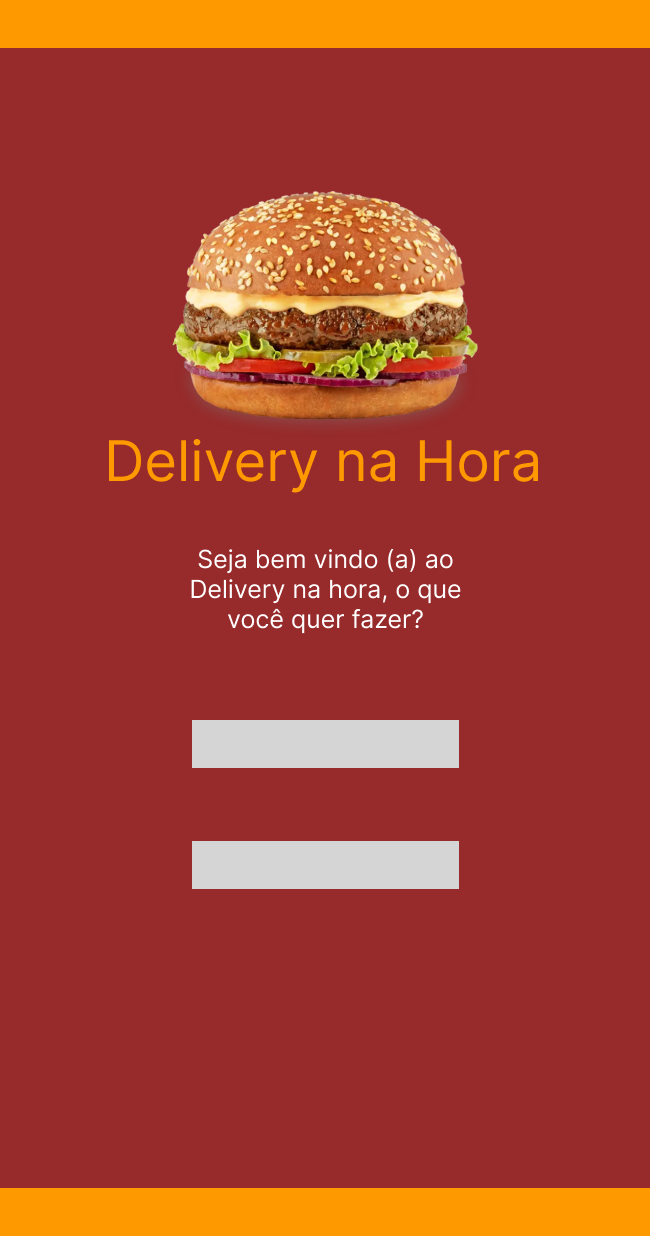 Delivery na Hora
Seja bem vindo (a) ao
Delivery na hora, o que
você quer fazer?